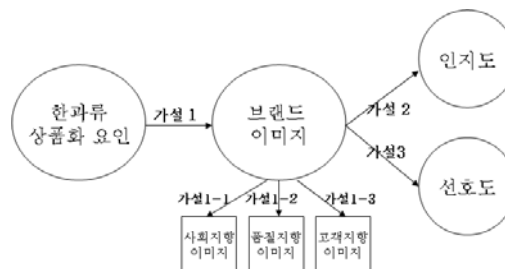 인지도
한과류
상품화 요인
가설 1
브랜드
이미지
가설 2
가설3
선호도
가설1-1
가설1-2
가설1-3
사회지향
이미지
품질지향
이미지
고객지향
이미지